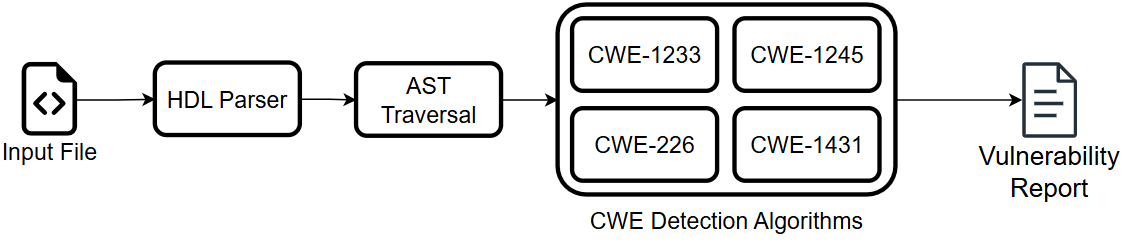 Input File
HDL Parser
AST
Traversal
CWE-1233
CWE-1245
CWE-226
CWE-1431
CWE Detection Algorithms
Vulnerability
Report